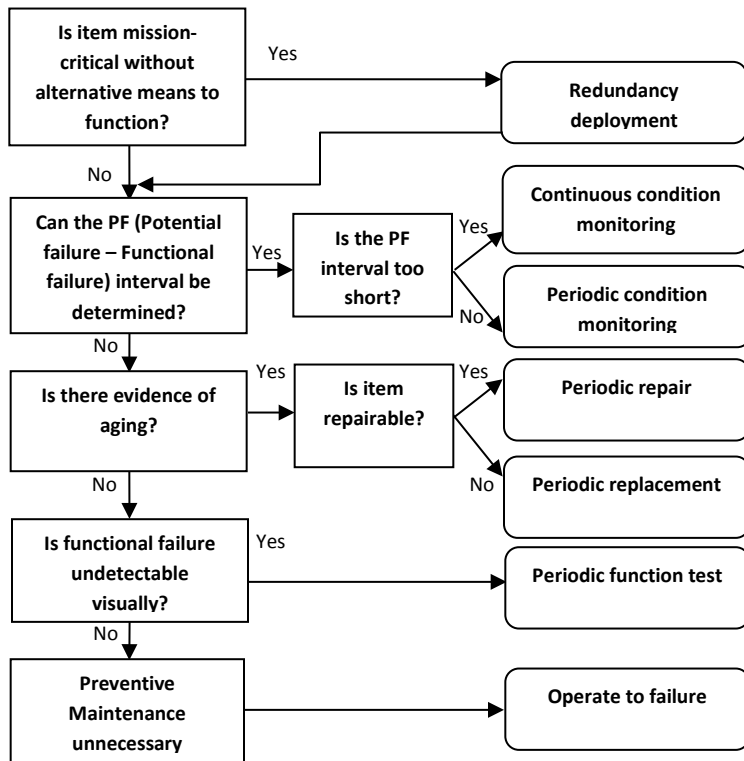 Is item mission-
critical without
alternative means to
function?
Yes
Redundancy
deployment
No
Can the PF (Potential
failure – Functional
failure) interval be
determined?
Yes
Is the PF
interval too
short?
Yes
Continuous condition
monitoring
No
Periodic condition
monitoring
No
Is there evidence of
aging?
Yes
Is item
repairable?
Yes
Periodic repair
No
Periodic replacement
No
Is functional failure
undetectable
visually?
Yes
Periodic function test
No
Preventive
Maintenance
unnecessary
Operate to failure